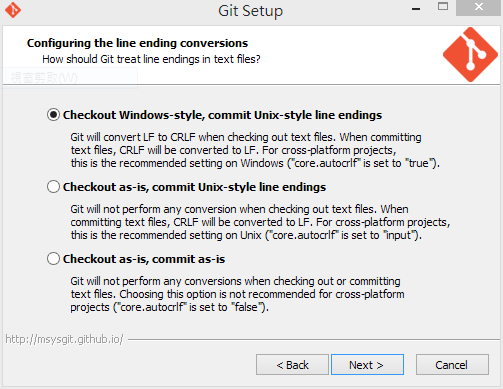 Git Setup
Configuring the line ending conversions
How should Git treat line endings in text files?
Checkout Windows-style, commit Unix-style line endings
Git will convert LF to CRLF when checking out text files. When committing
text files, CRLF will be converted to LF. For cross-platform projects,
this is the recommended setting on Windows ("core.autocrlf" is set to "true").
Checkout as-is, commit Unix-style line endings
Git will not perform any conversion when checking out text files. When
committing text files, CRLF will be converted to LF. For cross-platform projects,
this is the recommended setting on Unix ("core.autocrlf" is set to "input").
Checkout as-is, commit as-is
Git will not perform any conversions when checking out or committing
text files. Choosing this option is not recommended for cross-platform
projects ("core.autocrlf" is set to "false").
http://msysgit.github.io/
< Back
Next >
Cancel